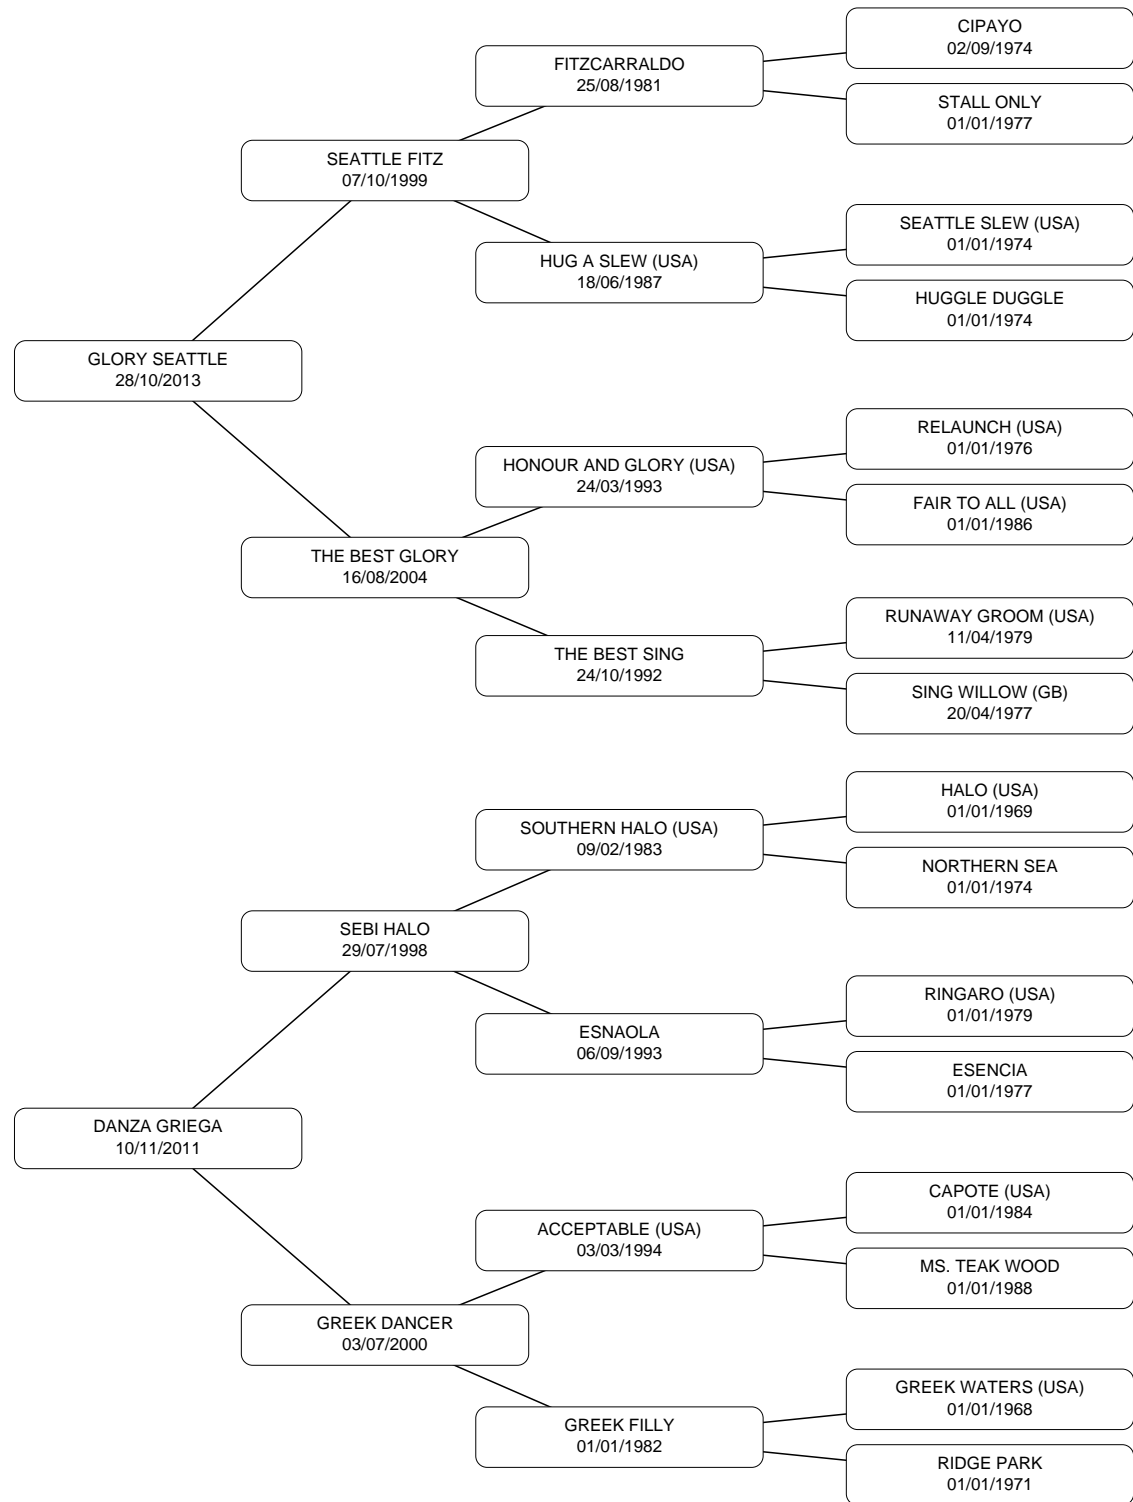 CIPAYO
02/09/1974
FITZCARRALDO
25/08/1981
STALL ONLY
01/01/1977
SEATTLE FITZ
07/10/1999
SEATTLE SLEW (USA)
01/01/1974
HUG A SLEW (USA)
18/06/1987
HUGGLE DUGGLE
01/01/1974
GLORY SEATTLE
28/10/2013
RELAUNCH (USA)
01/01/1976
HONOUR AND GLORY (USA)
24/03/1993
FAIR TO ALL (USA)
01/01/1986
THE BEST GLORY
16/08/2004
RUNAWAY GROOM (USA)
11/04/1979
THE BEST SING
24/10/1992
SING WILLOW (GB)
20/04/1977
HALO (USA)
01/01/1969
SOUTHERN HALO (USA)
09/02/1983
NORTHERN SEA
01/01/1974
SEBI HALO
29/07/1998
RINGARO (USA)
01/01/1979
ESNAOLA
06/09/1993
ESENCIA
01/01/1977
DANZA GRIEGA
10/11/2011
CAPOTE (USA)
01/01/1984
ACCEPTABLE (USA)
03/03/1994
MS. TEAK WOOD
01/01/1988
GREEK DANCER
03/07/2000
GREEK WATERS (USA)
01/01/1968
GREEK FILLY
01/01/1982
RIDGE PARK
01/01/1971